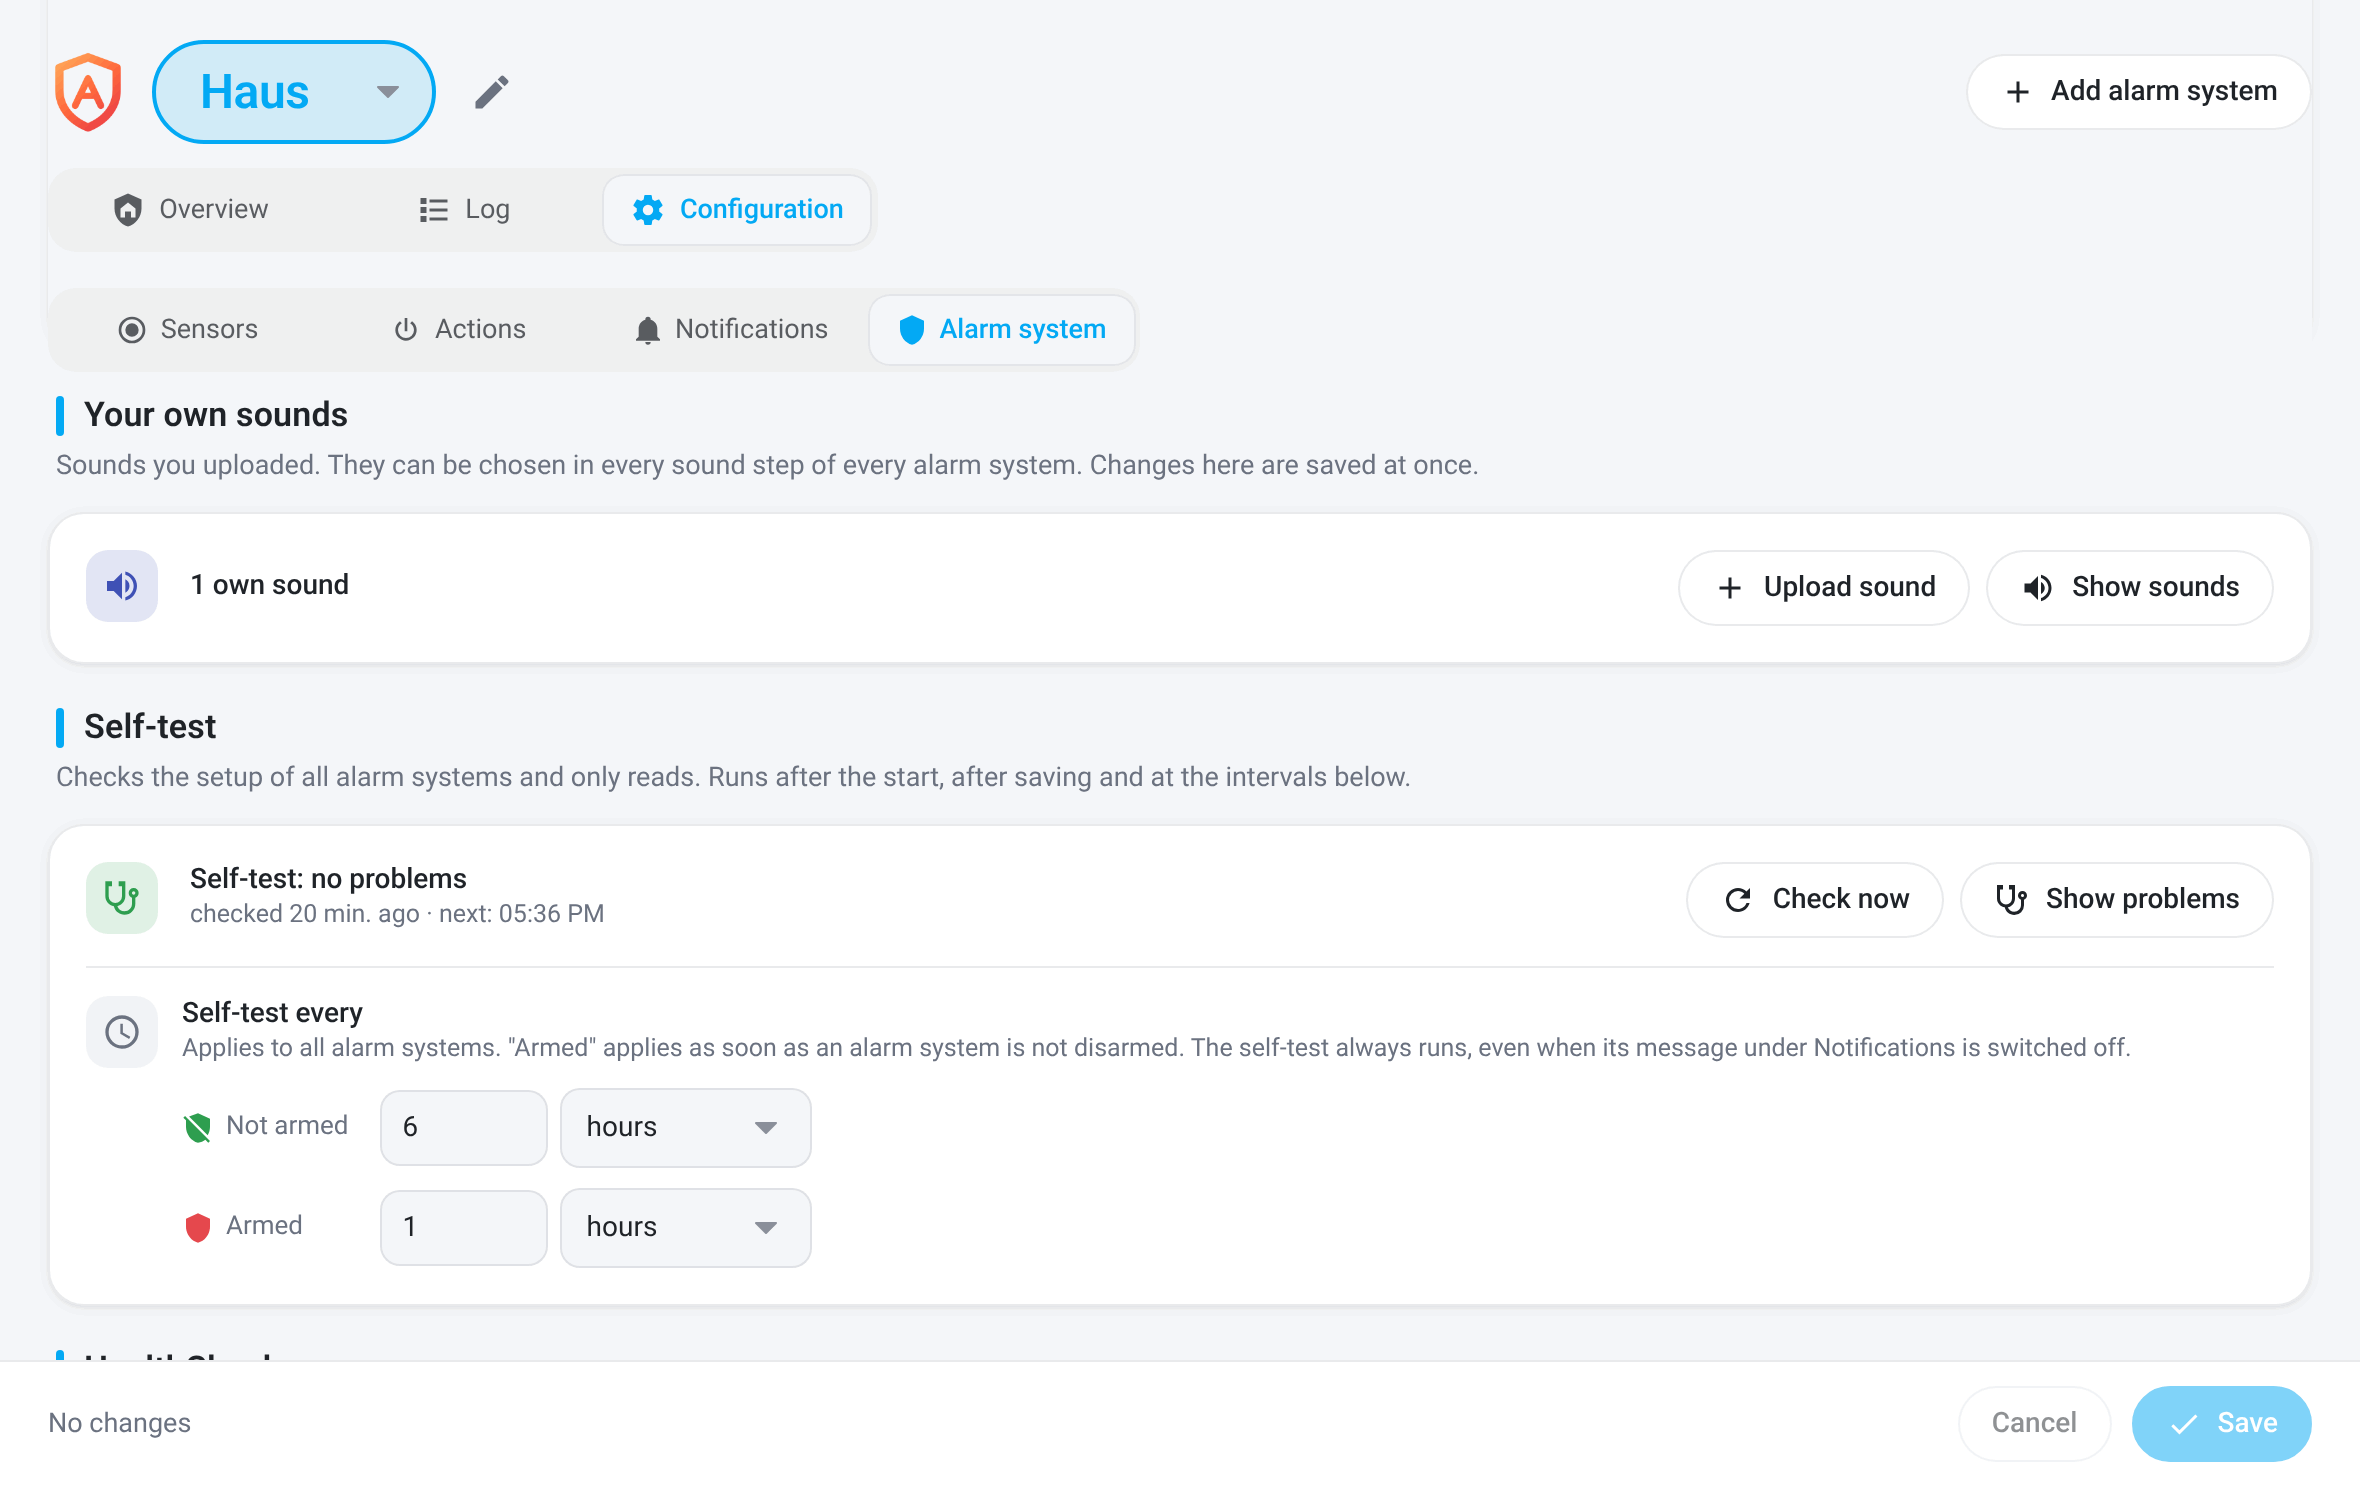 Haus
Add alarm system
Overview
Log
Configuration
Sensors
Actions
Notifications
Alarm system
Your own sounds
Sounds you uploaded. They can be chosen in every sound step of every alarm system. Changes here are saved at once.
1 own sound
Upload sound
Show sounds
Self-test
Checks the setup of all alarm systems and only reads. Runs after the start, after saving and at the intervals below.
Self-test: no problems
checked 20 min. ago · next: 05:36 PM
Check now
Show problems
Self-test every
Applies to all alarm systems. "Armed" applies as soon as an alarm system is not disarmed. The self-test always runs, even when its message under Notifications is switched off.
Not armed
6
hours
Armed
1
hours
No changes
Cancel
Save